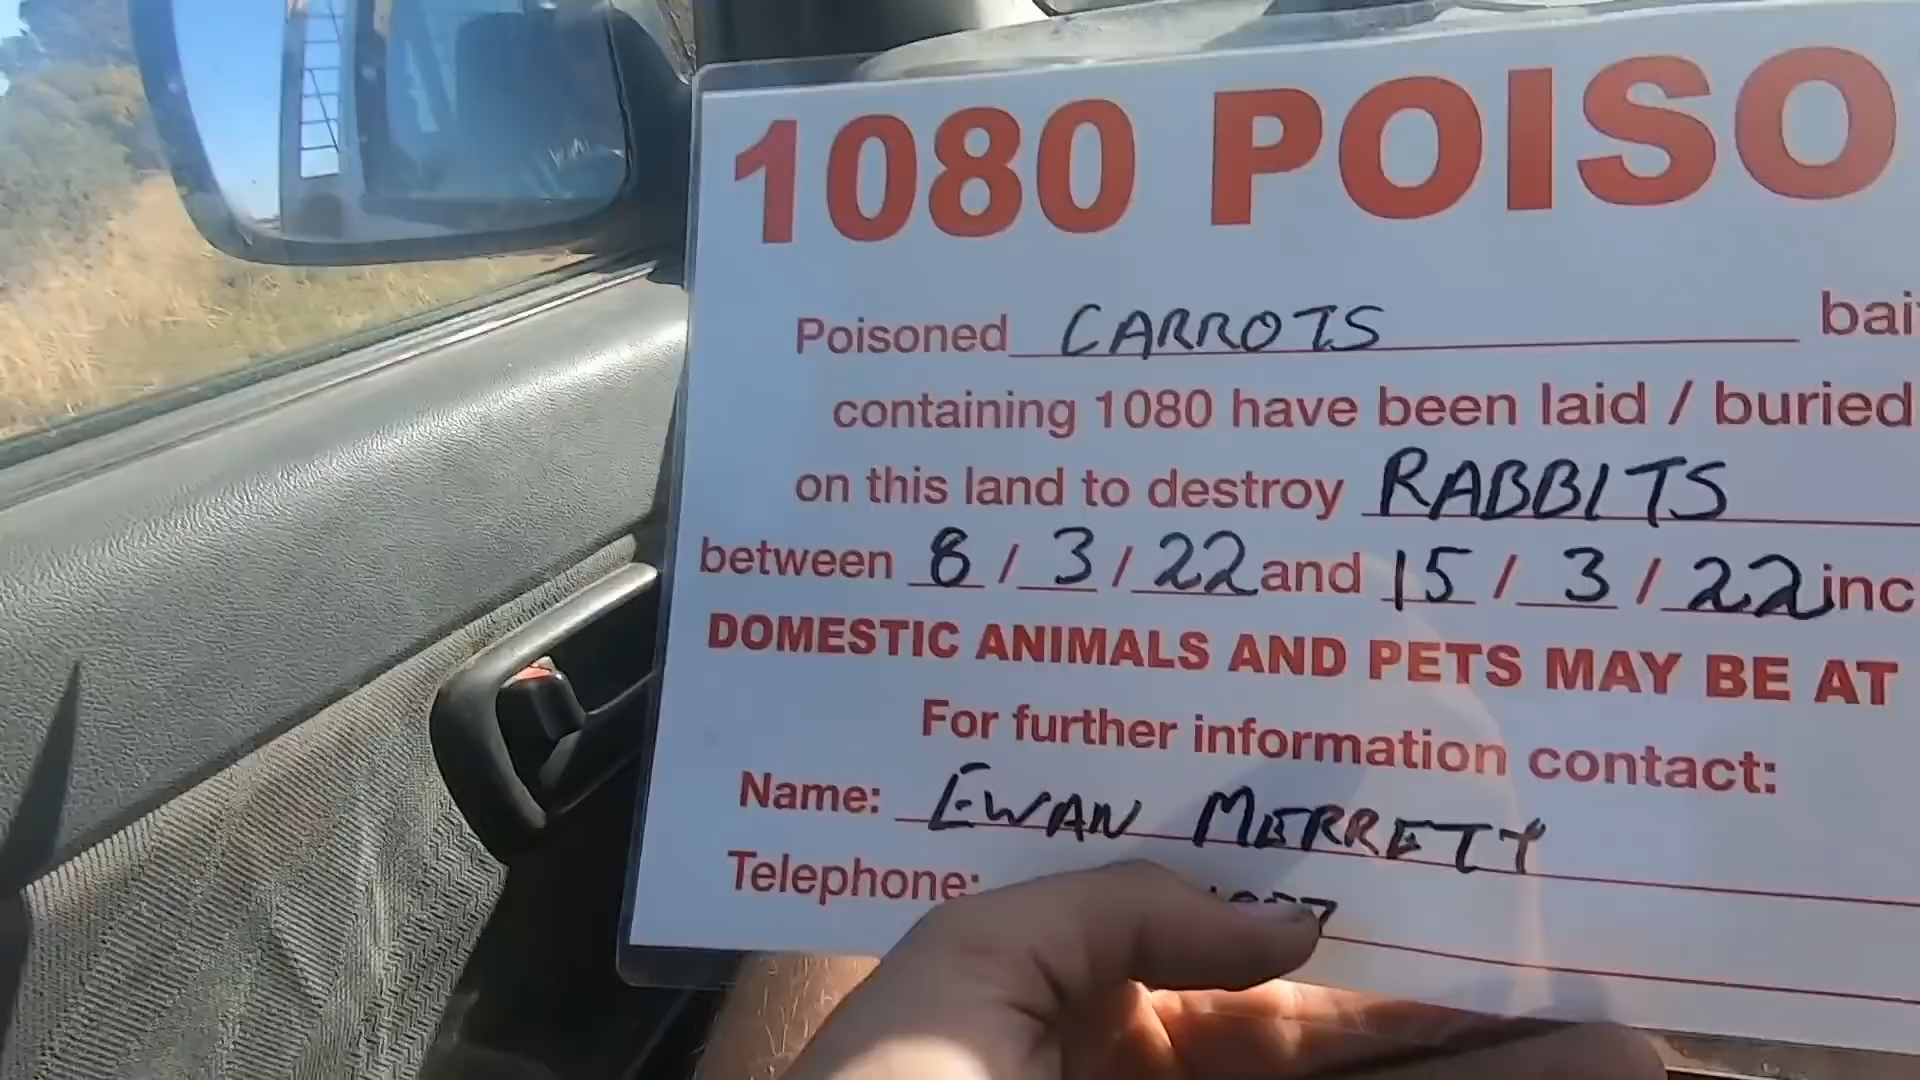 1080 POISO
Poisoned CARROTS bai
containing 1080 have been laid / buried
on this land to destroy RABBITS
between 8 / 3 / 22 and 15 / 3 / 22 inc
DOMESTIC ANIMALS AND PETS MAY BE AT
For further information contact:
Name: EWAN MERRETT
Telephone: